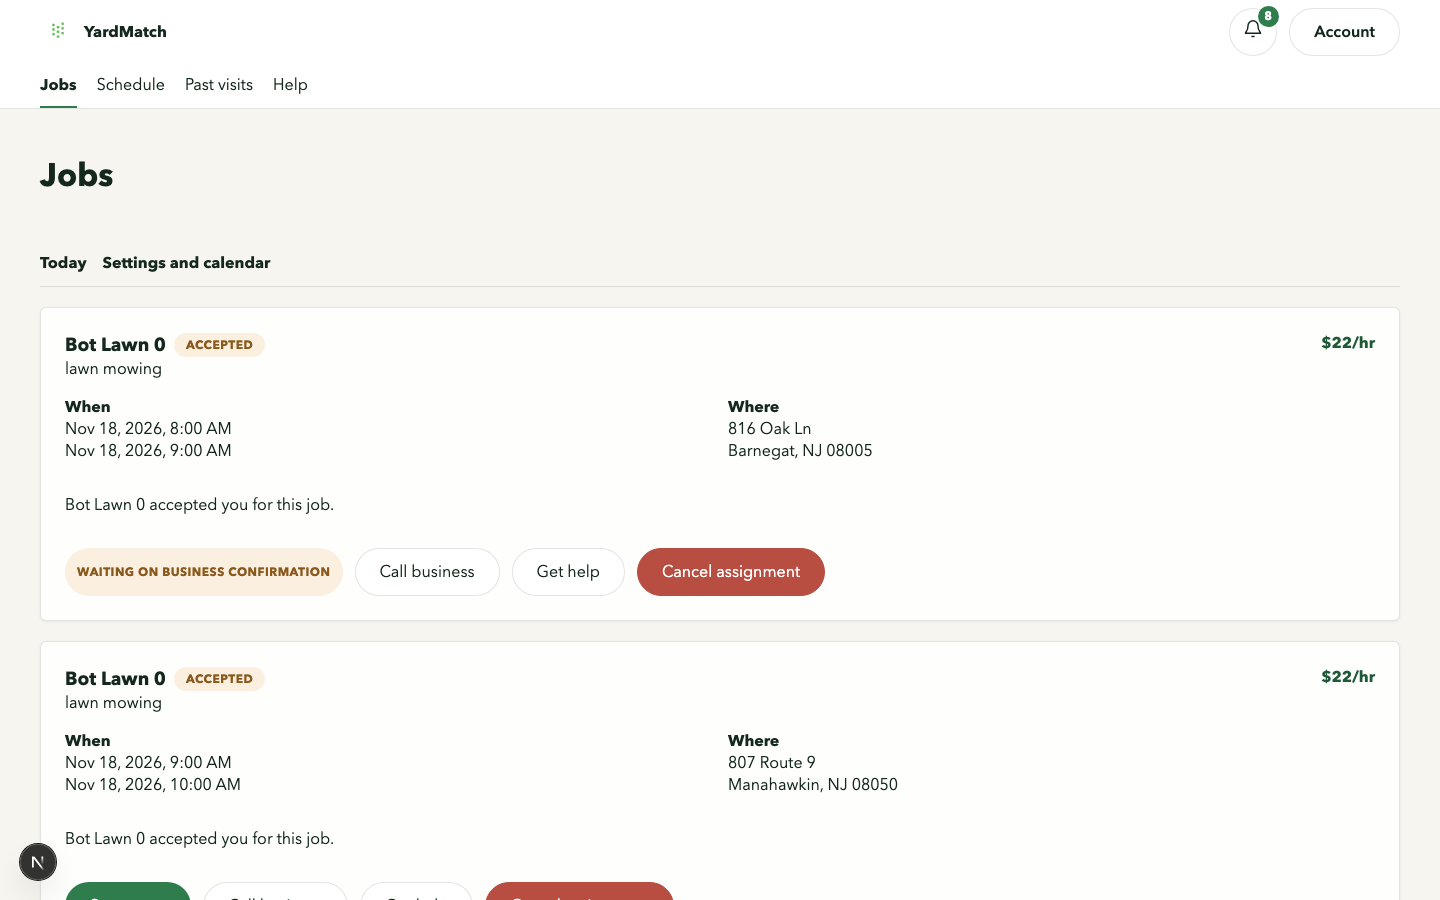 YardMatch
8
Account
Jobs
Schedule
Past visits
Help
Jobs
Today
Settings and calendar
Bot Lawn 0
ACCEPTED
$22/hr
lawn mowing
When
Where
Nov 18, 2026, 8:00 AM
816 Oak Ln
Nov 18, 2026, 9:00 AM
Barnegat, NJ 08005
Bot Lawn 0 accepted you for this job.
WAITING ON BUSINESS CONFIRMATION
Call business
Get help
Cancel assignment
Bot Lawn 0
ACCEPTED
$22/hr
lawn mowing
When
Where
Nov 18, 2026, 9:00 AM
807 Route 9
Nov 18, 2026, 10:00 AM
Manahawkin, NJ 08050
Bot Lawn 0 accepted you for this job.
N